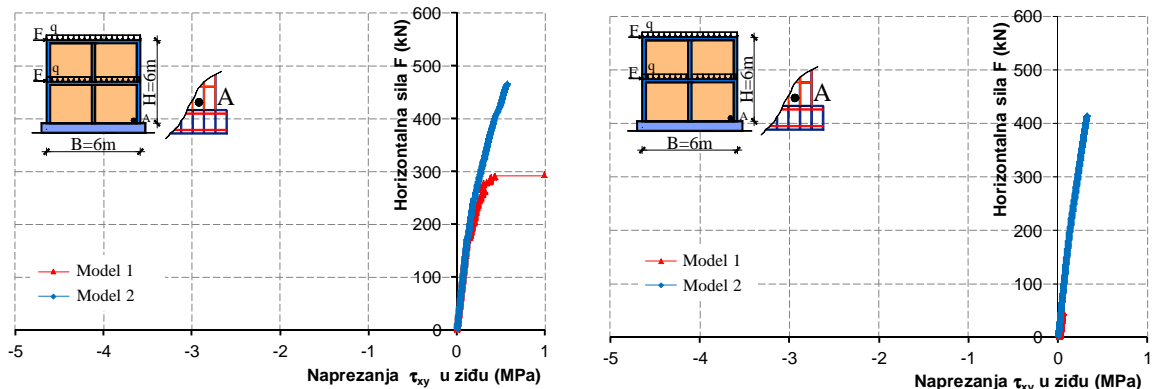 600
500
400
300
200
100
0
Horizontalna sila F (kN)
q
F
q
F
H=6m
A
B=6m
A
Model 1
Model 2
-5
-4
-3
-2
-1
0
1
Naprezanja τxy u ziđu (MPa)
600
500
400
300
200
100
0
Horizontalna sila F (kN)
q
F
q
F
H=6m
A
B=6m
A
Model 1
Model 2
-5
-4
-3
-2
-1
0
1
Naprezanja τxy u ziđu (MPa)